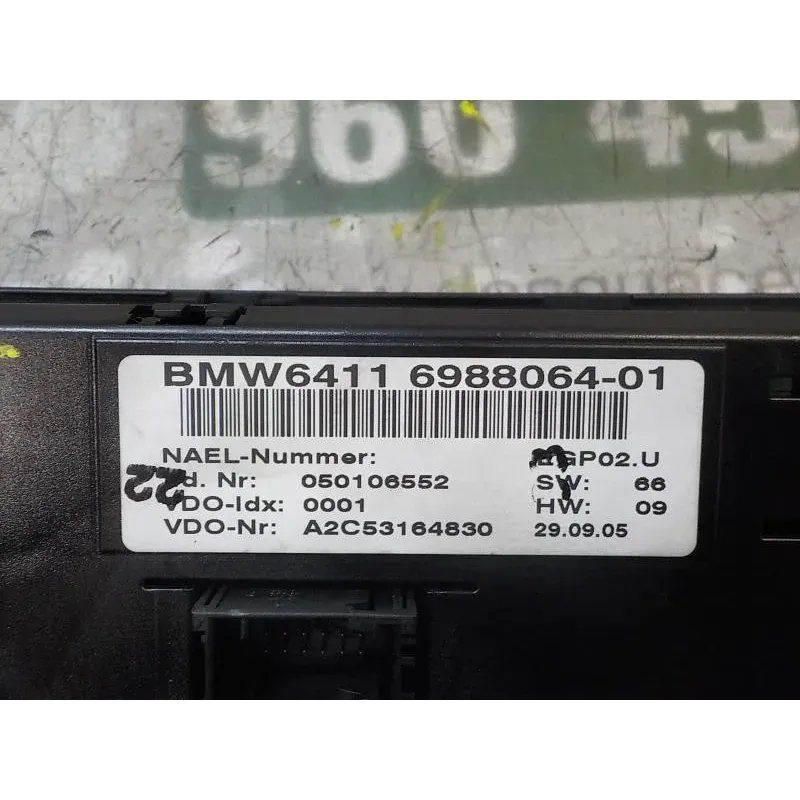 960 45
BMW6411 6988064-01
NAEL-Nummer: GP02.U
22
d. Nr: 050106552 SW: 66
VDO-Idx: 0001 HW: 09
VDO-Nr: A2C53164830 29.09.05